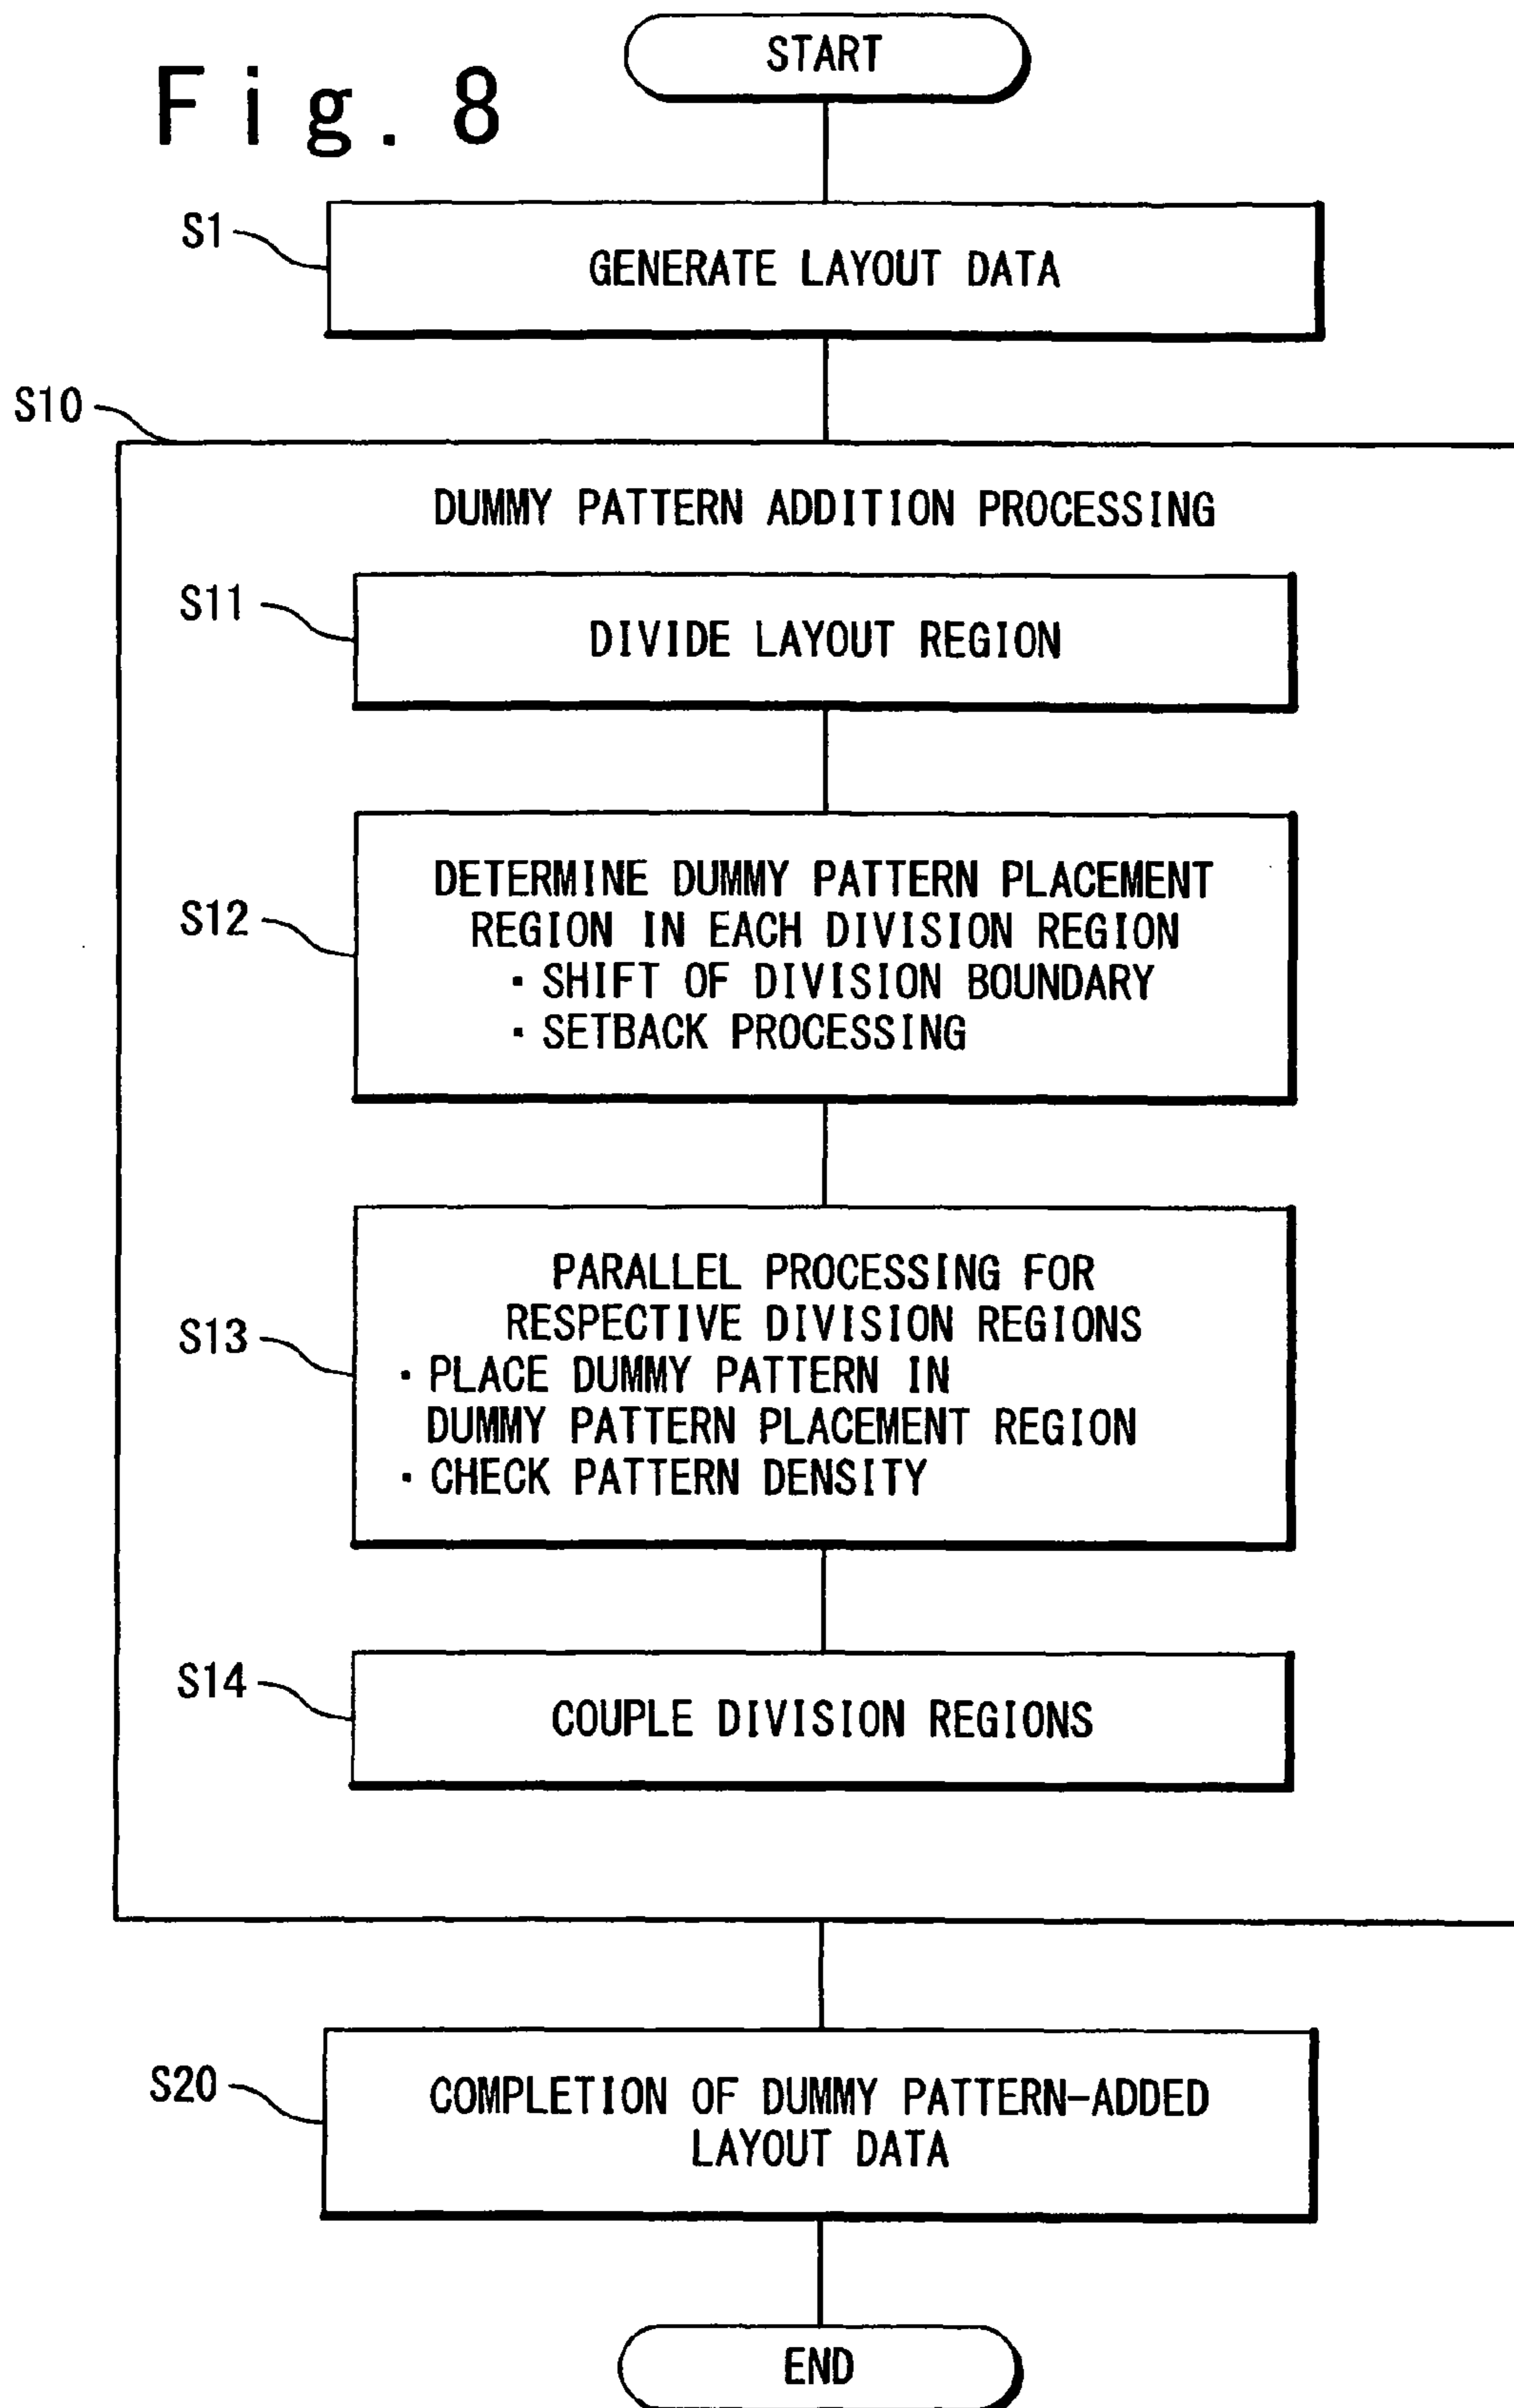 START
Fig. 8
S1
GENERATE LAYOUT DATA
S10
DUMMY PATTERN ADDITION PROCESSING
S11
DIVIDE LAYOUT REGION
S12
DETERMINE DUMMY PATTERN PLACEMENT
REGION IN EACH DIVISION REGION
・SHIFT OF DIVISION BOUNDARY
・SETBACK PROCESSING
S13
PARALLEL PROCESSING FOR
RESPECTIVE DIVISION REGIONS
・PLACE DUMMY PATTERN IN
DUMMY PATTERN PLACEMENT REGION
・CHECK PATTERN DENSITY
S14
COUPLE DIVISION REGIONS
S20
COMPLETION OF DUMMY PATTERN-ADDED
LAYOUT DATA
END